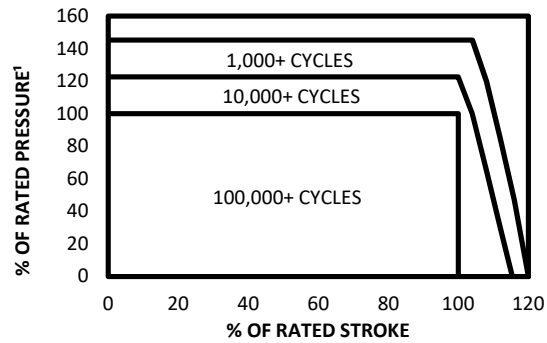 160
140
120
100
80
60
40
20
0
% OF RATED PRESSURE¹
1,000+ CYCLES
10,000+ CYCLES
100,000+ CYCLES
0 20 40 60 80 100 120
% OF RATED STROKE